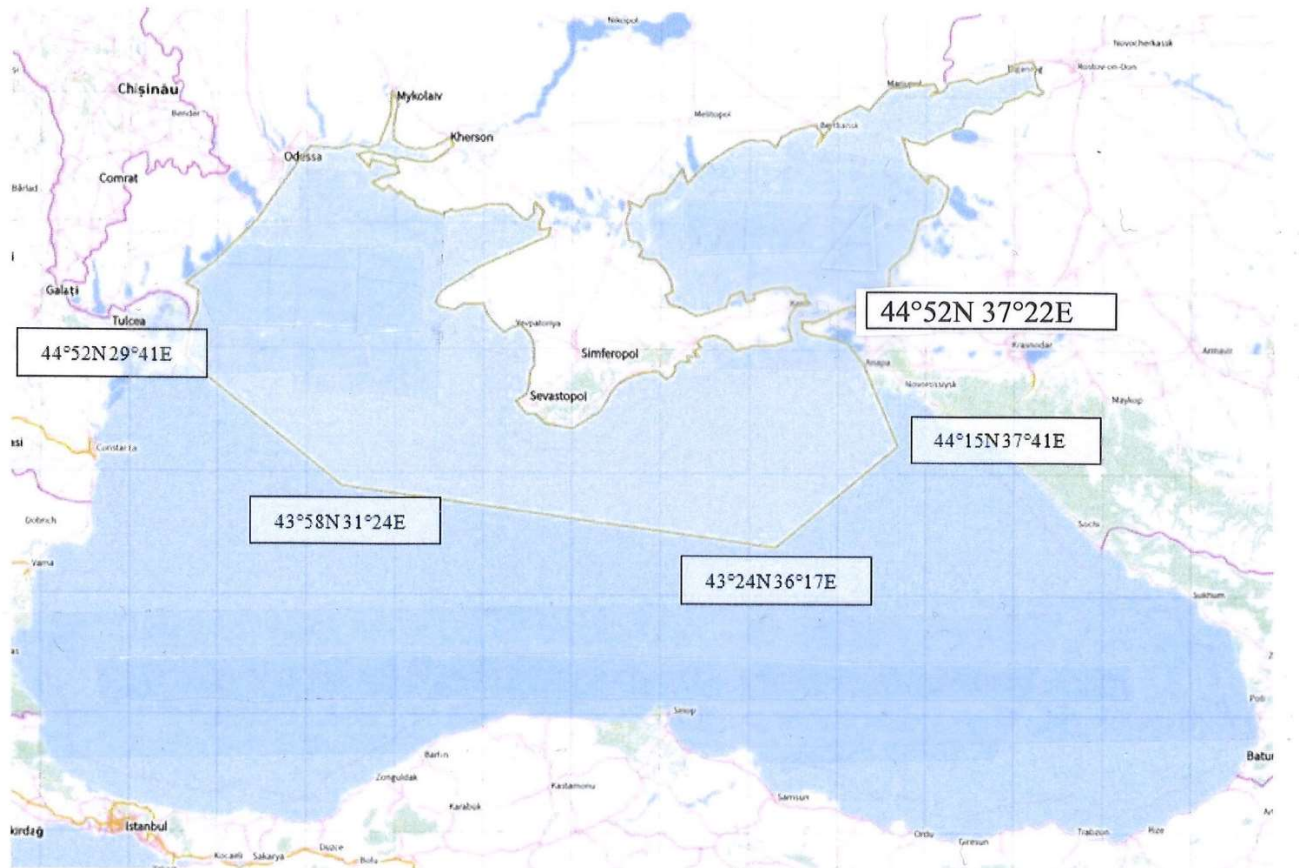 Nikopol
Novocherkassk
Rostov-on-Don
Taganrog
Mariupol
Chișinău
Mykolaiv
Bender
Melitopol
Berdiansk
Kherson
Odessa
Comrat
Bârlad
Galați
Tulcea
Kerch
44°52N 37°22E
44°52N29°41E
Yevpatoriya
Simferopol
Krasnodar
Armavir
Anapa
Novorossiysk
Sevastopol
Maykop
44°15N37°41E
Constanta
43°58N31°24E
Dobrich
Sochi
Varna
43°24N36°17E
Sukhum
Poti
Sinop
Bartin
Batu
Zonguldak
Kastamonu
Karabuk
Samsun
Istanbul
kirdağ
Ordu
Giresun
Trabzon
Rize
Kocaeli
Sakarya
Duzce
Bolu